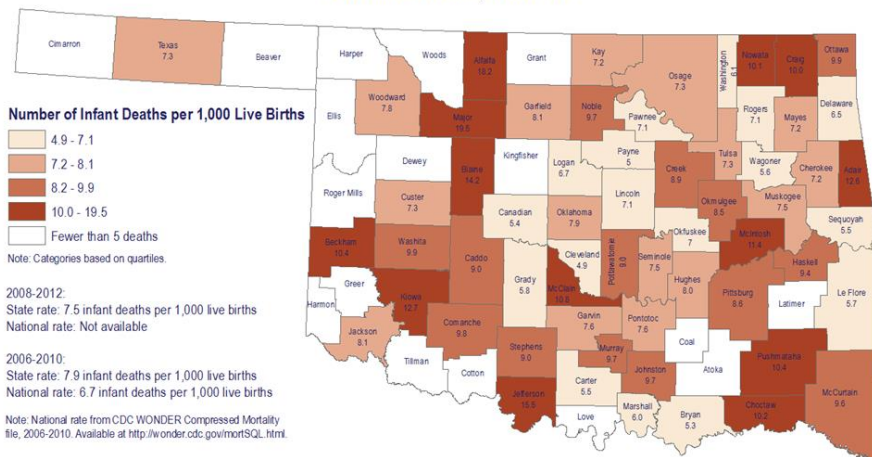 Cimarron
Texas
7.3
Beaver
Harper
Woods
Alfalfa
18.2
Grant
Kay
7.2
Osage
7.3
Washington
6.1
Nowata
10.1
Craig
10.9
Ottawa
9.9
Ellis
Woodward
7.8
Major
19.5
Garfield
8.1
Noble
9.7
Pawnee
7.1
Rogers
7.1
Mayes
7.2
Delaware
6.5
Number of Infant Deaths per 1,000 Live Births
4.9 - 7.1
7.2 - 8.1
8.2 - 9.9
10.0 - 19.5
Fewer than 5 deaths
Note: Categories based on quartiles.
Dewey
Blaine
14.2
Kingfisher
Logan
6.7
Payne
5
Creek
8.9
Tulsa
7.3
Wagoner
5.6
Cherokee
7.2
Adair
12.6
Roger Mills
Custer
7.3
Canadian
5.4
Oklahoma
7.9
Lincoln
7.1
Okmulgee
8.5
Muskogee
7.5
Sequoyah
5.5
Beckham
10.4
Washita
9.9
Caddo
9.0
Grady
5.8
Cleveland
4.9
McClain
10.8
Pottawatomie
9.0
Seminole
7.5
Okfuskee
7
McIntosh
11.4
Haskell
9.4
Hughes
8.0
Pittsburg
8.6
Latimer
Le Flore
5.7
2008-2012:
State rate: 7.5 infant deaths per 1,000 live births
National rate: Not available
2006-2010:
State rate: 7.9 infant deaths per 1,000 live births
National rate: 6.7 infant deaths per 1,000 live births
Note: National rate from CDC WONDER Compressed Mortality
file, 2006-2010. Available at http://wonder.cdc.gov/mortSQL.html.
Harmon
Greer
Kiowa
12.7
Jackson
8.1
Comanche
9.8
Tillman
Cotton
Stephens
9.0
Jefferson
Garvin
7.6
Murray
9.7
Pontotoc
7.6
Johnston
9.7
Carter
5.5
Love
Marshall
6.0
Coal
Atoka
Bryan
5.3
Pushmataha
10.4
Choctaw
10.2
McCurtain
9.6